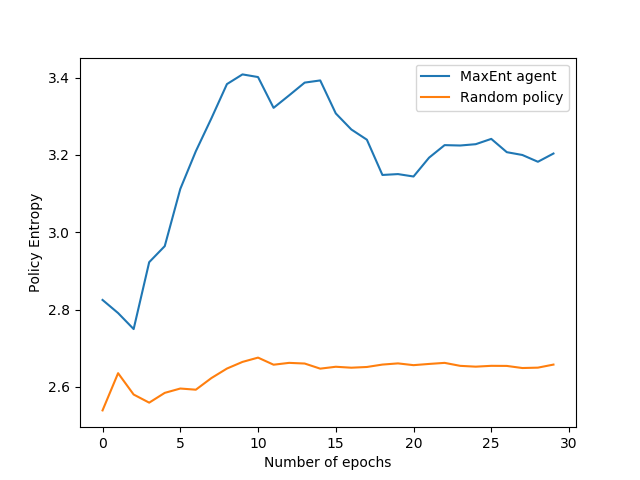 MaxEnt agent
Random policy
3.4
3.2
3.0
2.8
2.6
Policy Entropy
0 5 10 15 20 25 30
Number of epochs